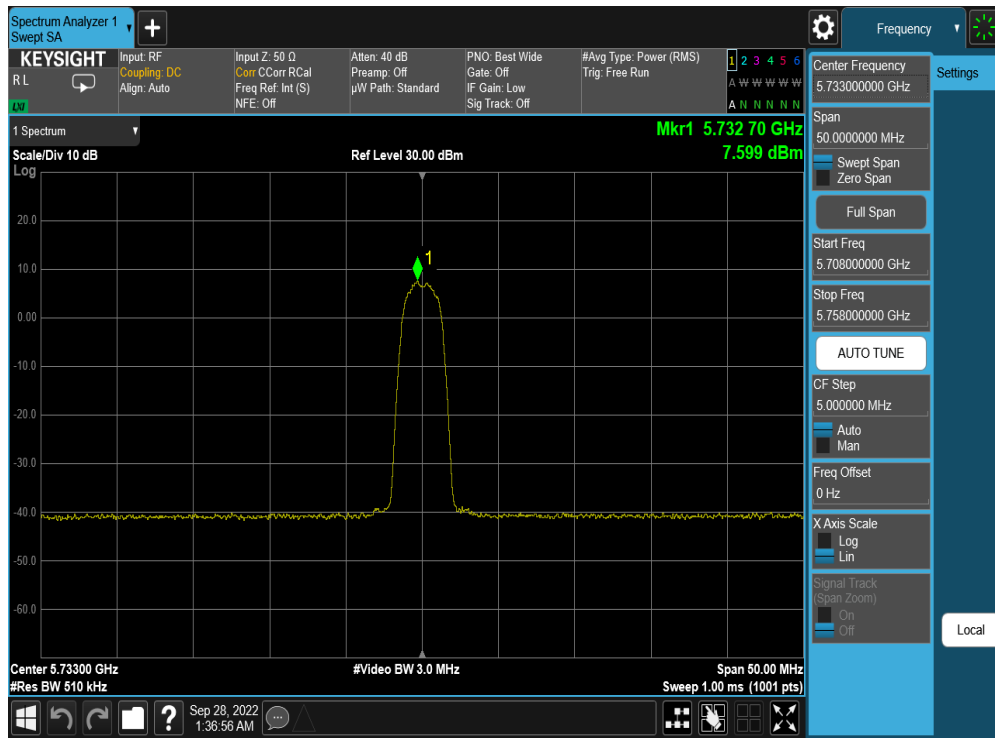 Spectrum Analyzer 1
Swept SA
+
Frequency
KEYSIGHT
R L
LXI
Input: RF
Coupling: DC
Align: Auto
Input Z: 50 Ω
Corr CCorr RCal
Freq Ref: Int (S)
NFE: Off
Atten: 40 dB
Preamp: Off
µW Path: Standard
PNO: Best Wide
Gate: Off
IF Gain: Low
Sig Track: Off
#Avg Type: Power (RMS)
Trig: Free Run
1 2 3 4 5 6
A W W W W W
A N N N N N
1 Spectrum
Scale/Div 10 dB
Log
Ref Level 30.00 dBm
Mkr1 5.732 70 GHz
7.599 dBm
20.0
10.0
0.00
-10.0
-20.0
-30.0
-40.0
-50.0
-60.0
1
Center 5.73300 GHz
#Res BW 510 kHz
#Video BW 3.0 MHz
Span 50.00 MHz
Sweep 1.00 ms (1001 pts)
Center Frequency
5.733000000 GHz
Settings
Span
50.0000000 MHz
Swept Span
Zero Span
Full Span
Start Freq
5.708000000 GHz
Stop Freq
5.758000000 GHz
AUTO TUNE
CF Step
5.000000 MHz
Auto
Man
Freq Offset
0 Hz
X Axis Scale
Log
Lin
Signal Track
(Span Zoom)
On
Off
Local
?
Sep 28, 2022
1:36:56 AM